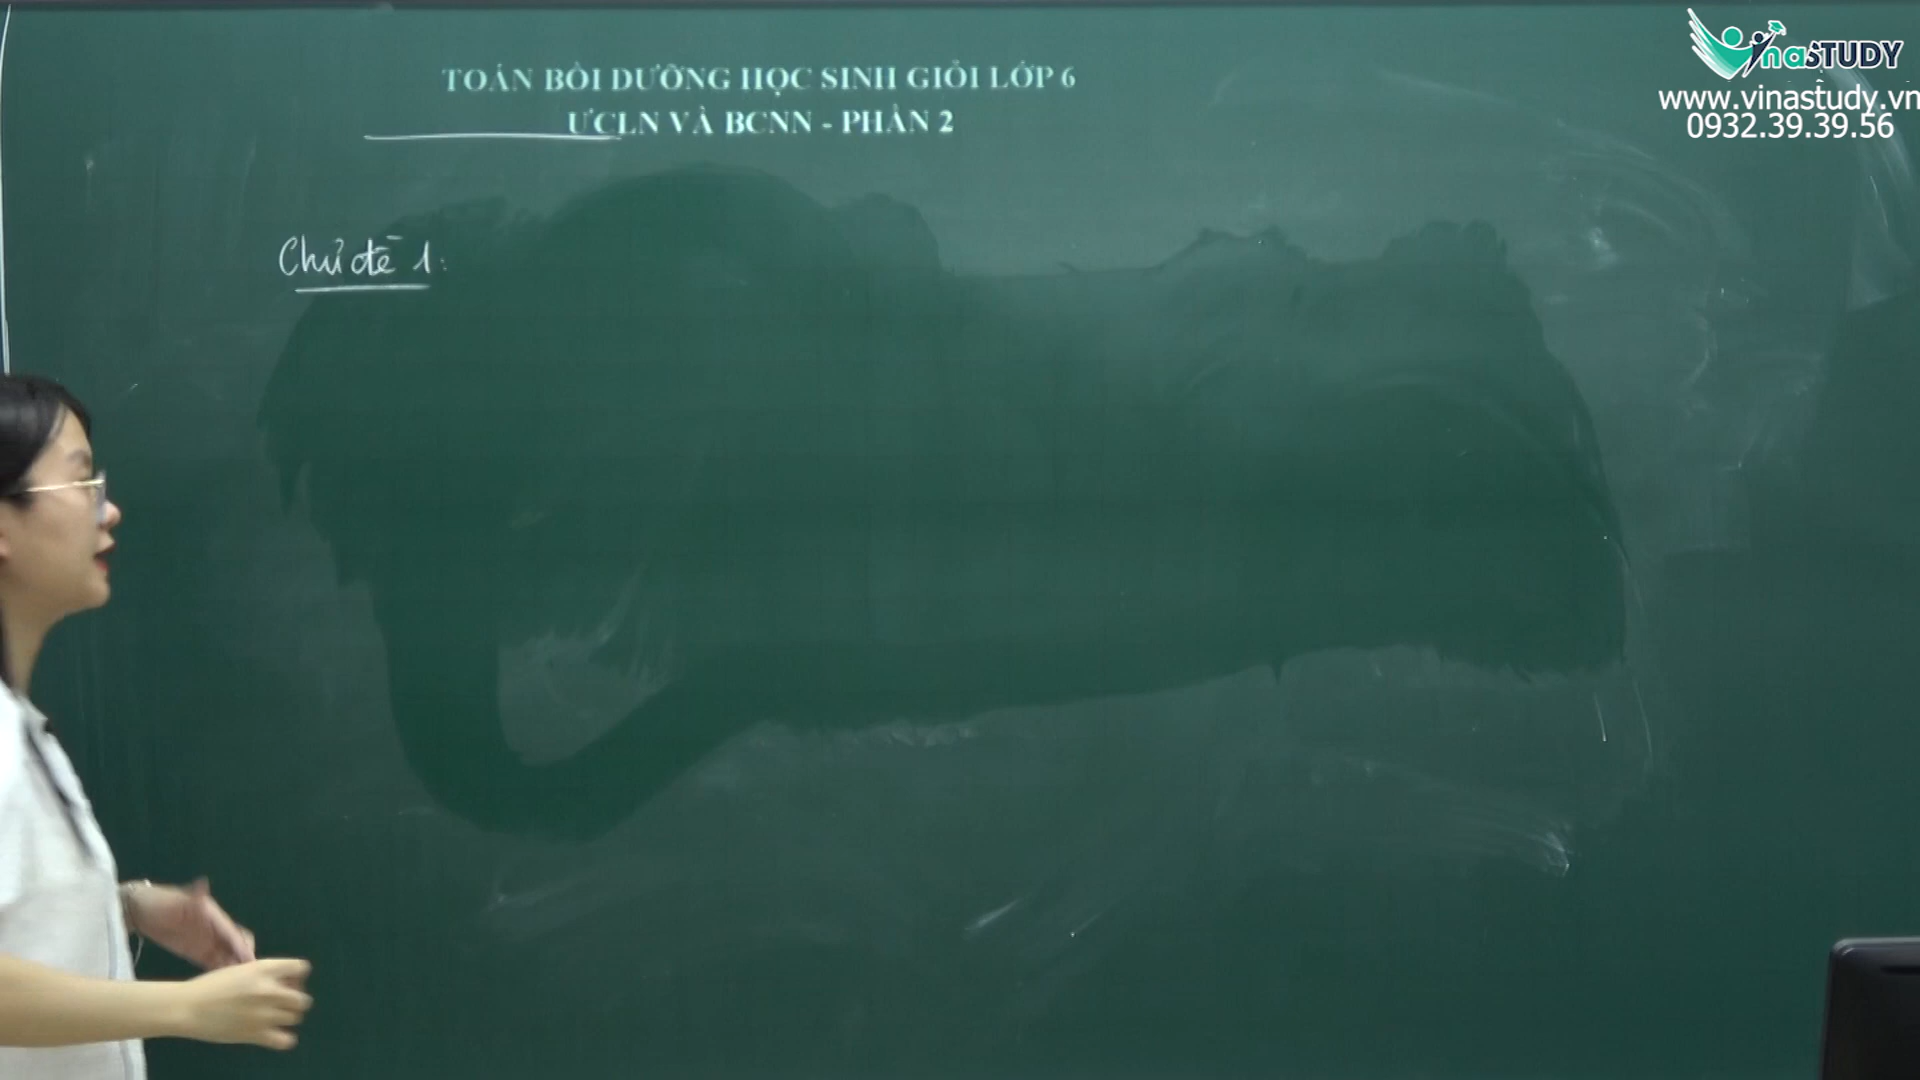 TOÁN BỒI DƯỠNG HỌC SINH GIỎI LỚP 6
ƯCLN VÀ BCNN - PHẦN 2
Chủ đề 1:
VinaSTUDY
www.vinastudy.vn
0932.39.39.56